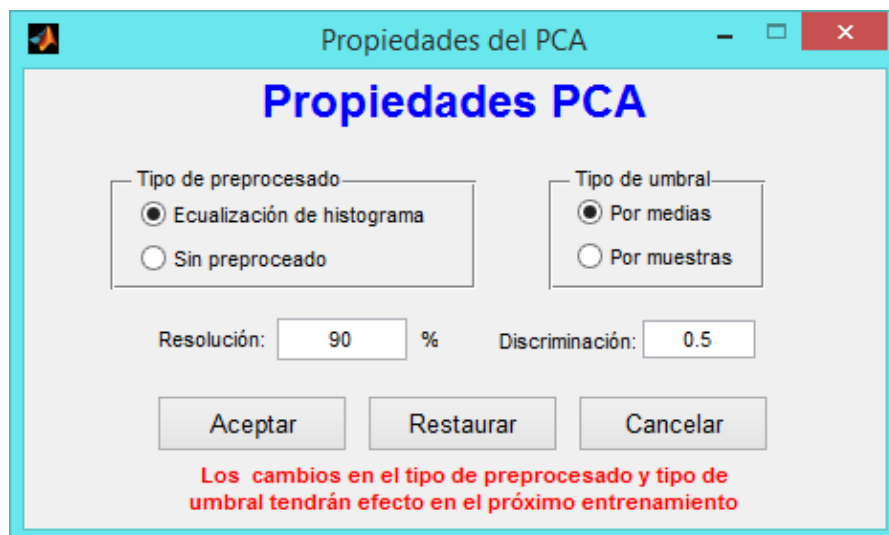 Propiedades del PCA
Propiedades PCA
Tipo de preprocesado
Ecualización de histograma
Sin preproceado
Tipo de umbral
Por medias
Por muestras
Resolución: 90 %
Discriminación: 0.5
Aceptar
Restaurar
Cancelar
Los cambios en el tipo de preprocesado y tipo de
umbral tendrán efecto en el próximo entrenamiento